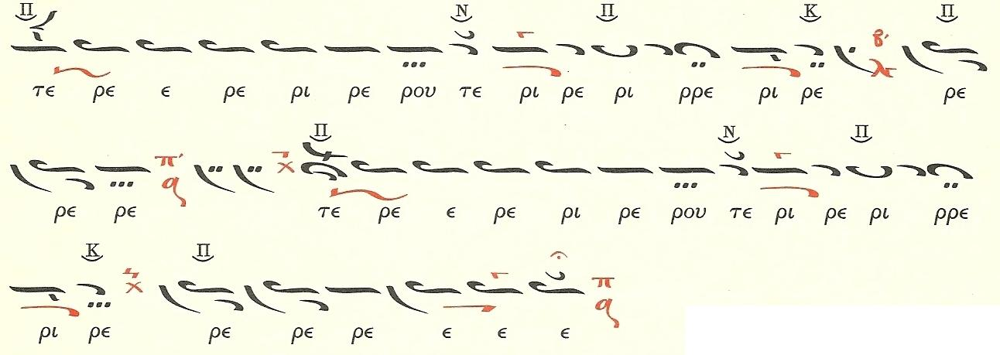 Π Ν Π Κ Π
τε ρε ε ρε ρι ρε ρου τε ρι ρε ρι ρρε ρι ρε ρε
Π Ν Π
ρε ρε τε ρε ε ρε ρι ρε ρου τε ρι ρε ρι ρρε
Κ Π
ρι ρε ρε ρε ρε ε ε ε